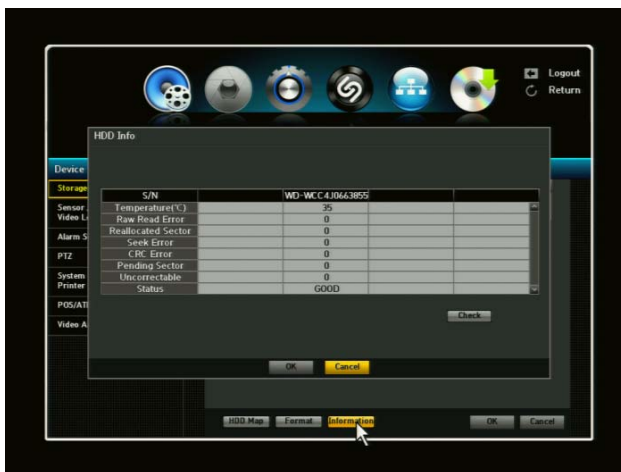 Logout
Return
HDD Info
Device
Storage
S/N WD-WCC4J0663855
Sensor
Temperature(℃) 35
Video L
Raw Read Error 0
Reallocated Sector 0
Alarm S
Seek Error 0
PTZ
CRC Error 0
Pending Sector 0
System
Uncorrectable 0
Printer
Status GOOD
POS/AT
Check
Video A
OK Cancel
HDD Map Format Information OK Cancel